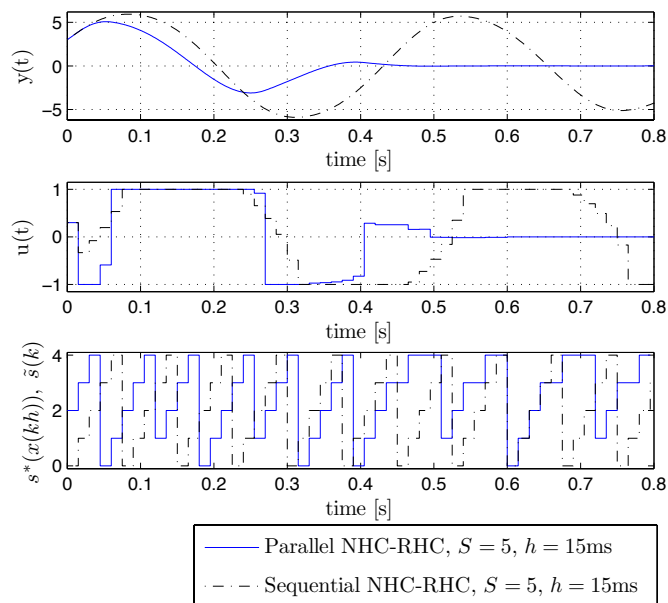 y(t)
5
0
−5
0 0.1 0.2 0.3 0.4 0.5 0.6 0.7 0.8
time [s]
u(t)
1
0
−1
0 0.1 0.2 0.3 0.4 0.5 0.6 0.7 0.8
time [s]
s*(x(kh)), s̃(k)
4
2
0
0 0.1 0.2 0.3 0.4 0.5 0.6 0.7 0.8
time [s]
Parallel NHC-RHC, S = 5, h = 15ms
Sequential NHC-RHC, S = 5, h = 15ms